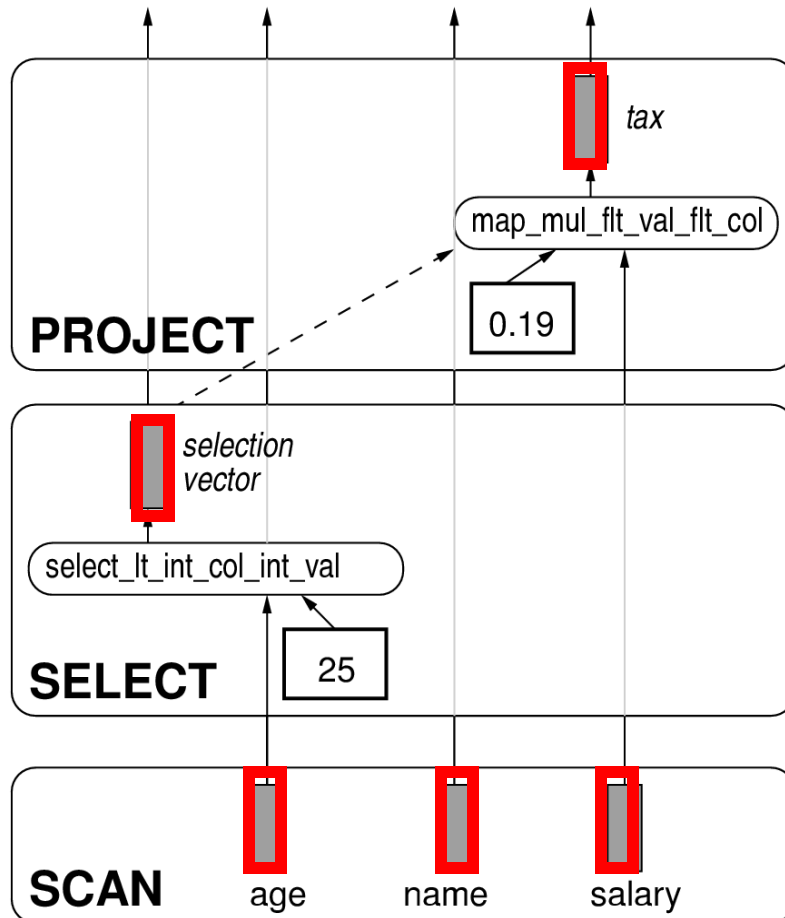 tax
map_mul_flt_val_flt_col
0.19
PROJECT
selection
vector
select_lt_int_col_int_val
25
SELECT
SCAN
age
name
salary